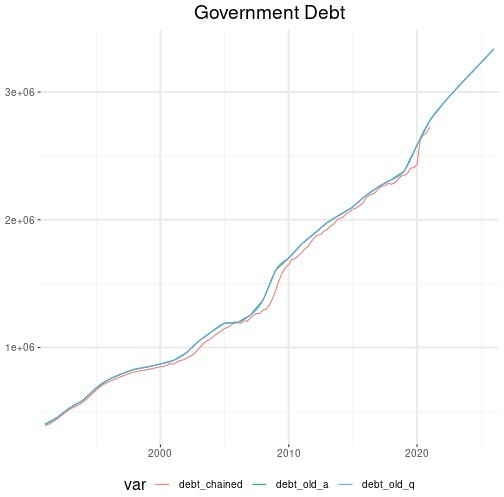 Government Debt
3e+06
2e+06
1e+06
2000 2010 2020
var debt_chained debt_old_a debt_old_q